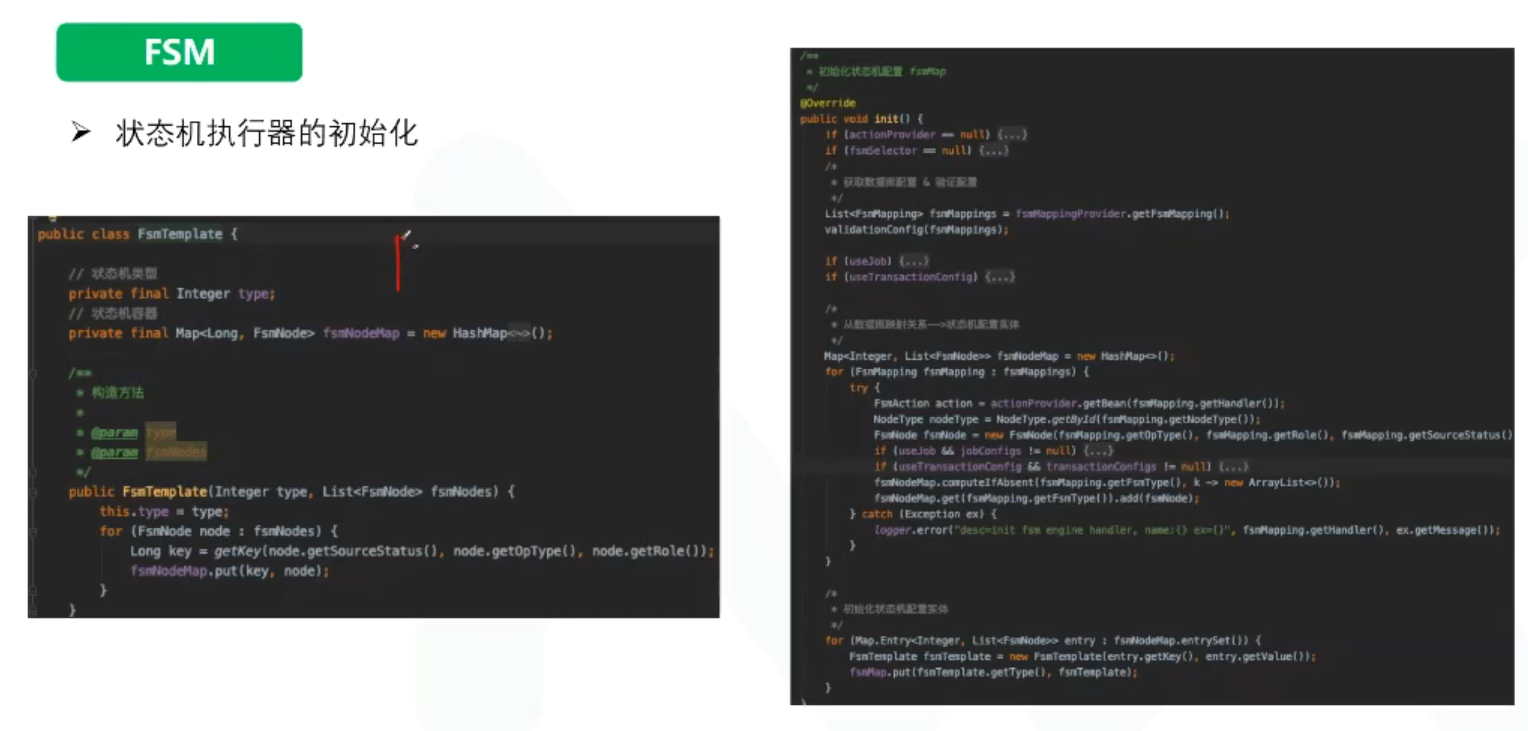 FSM
➢ 状态机执行器的初始化
public class FsmTemplate {
// 状态机类型
private final Integer type;
// 状态机容器
private final Map<Long, FsmNode> fsmNodeMap = new HashMap<~>();
/**
* 构造方法
*
* @param type
* @param fsmNodes
*/
public FsmTemplate(Integer type, List<FsmNode> fsmNodes) {
this.type = type;
for (FsmNode node : fsmNodes) {
Long key = getKey(node.getSourceStatus(), node.getOpType(), node.getRole());
fsmNodeMap.put(key, node);
}
}
/**
* 初始化状态机配置 fsmMap
*/
@Override
public void init() {
if (actionProvider == null) {...}
if (fsmSelector == null) {...}
/*
* 获取数据库配置 & 验证配置
*/
List<FsmMapping> fsmMappings = fsmMappingProvider.getFsmMapping();
validationConfig(fsmMappings);
if (useJob) {...}
if (useTransactionConfig) {...}
/*
* 从数据库映射关系——>状态机配置实体
*/
Map<Integer, List<FsmNode>> fsmNodeMap = new HashMap<>();
for (FsmMapping fsmMapping : fsmMappings) {
try {
FsmAction action = actionProvider.getBean(fsmMapping.getHandler());
NodeType nodeType = NodeType.getById(fsmMapping.getNodeType());
FsmNode fsmNode = new FsmNode(fsmMapping.getOpType(), fsmMapping.getRole(), fsmMapping.getSourceStatus()
if (useJob && jobConfigs != null) {...}
if (useTransactionConfig && transactionConfigs != null) {...}
fsmNodeMap.computeIfAbsent(fsmMapping.getFsmType(), k -> new ArrayList<>());
fsmNodeMap.get(fsmMapping.getFsmType()).add(fsmNode);
} catch (Exception ex) {
logger.error("desc=init fsm engine handler, name:{} ex={}", fsmMapping.getHandler(), ex.getMessage());
}
}
/*
* 初始化状态机配置实体
*/
for (Map.Entry<Integer, List<FsmNode>> entry : fsmNodeMap.entrySet()) {
FsmTemplate fsmTemplate = new FsmTemplate(entry.getKey(), entry.getValue());
fsmMap.put(fsmTemplate.getType(), fsmTemplate);
}
}